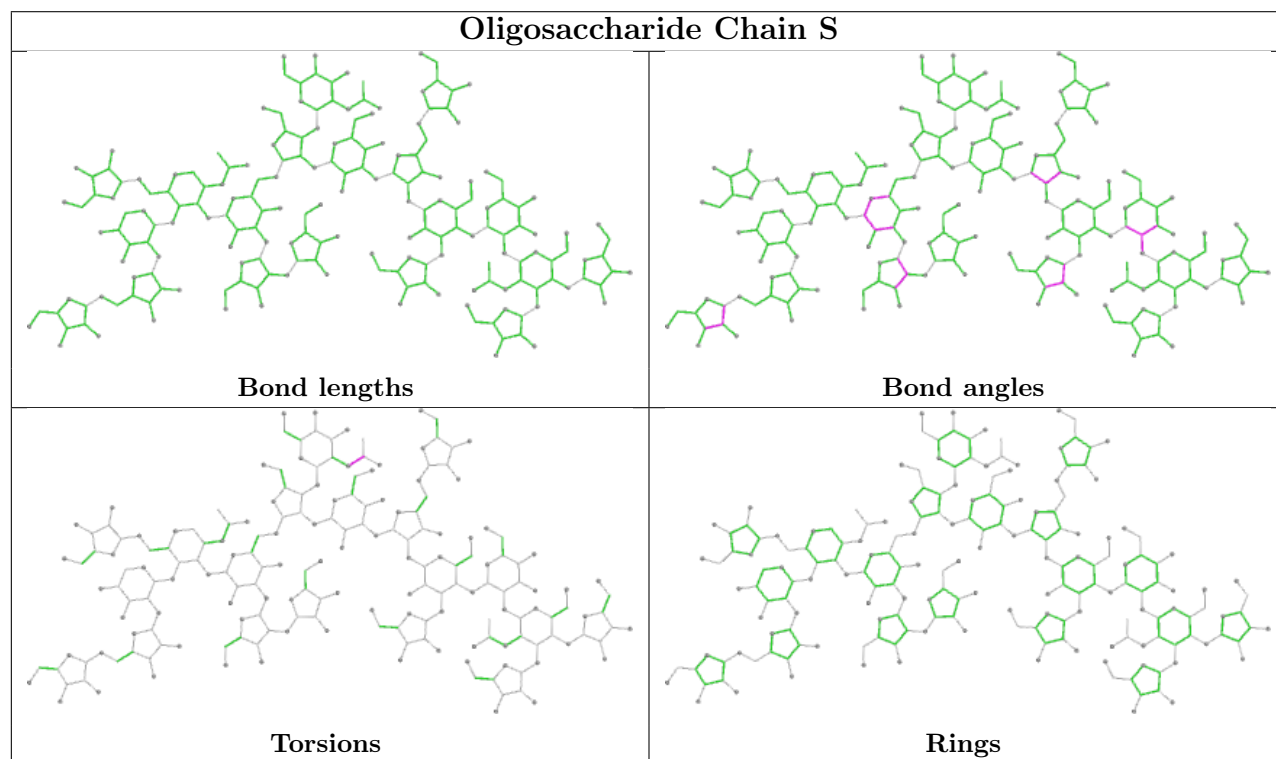 Oligosaccharide Chain S
Bond lengths
Bond angles
Torsions
Rings